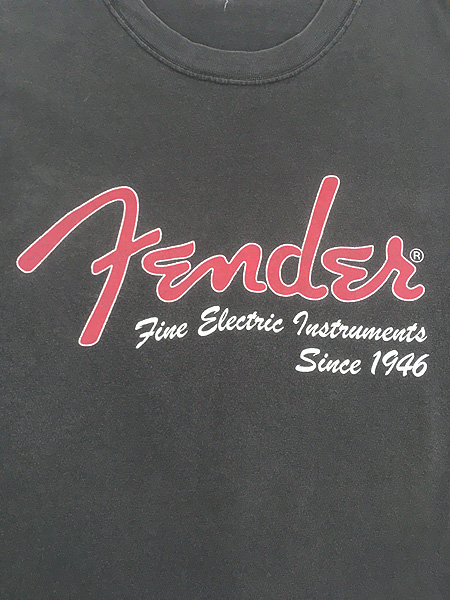 Fender®
Fine Electric Instruments
Since 1946